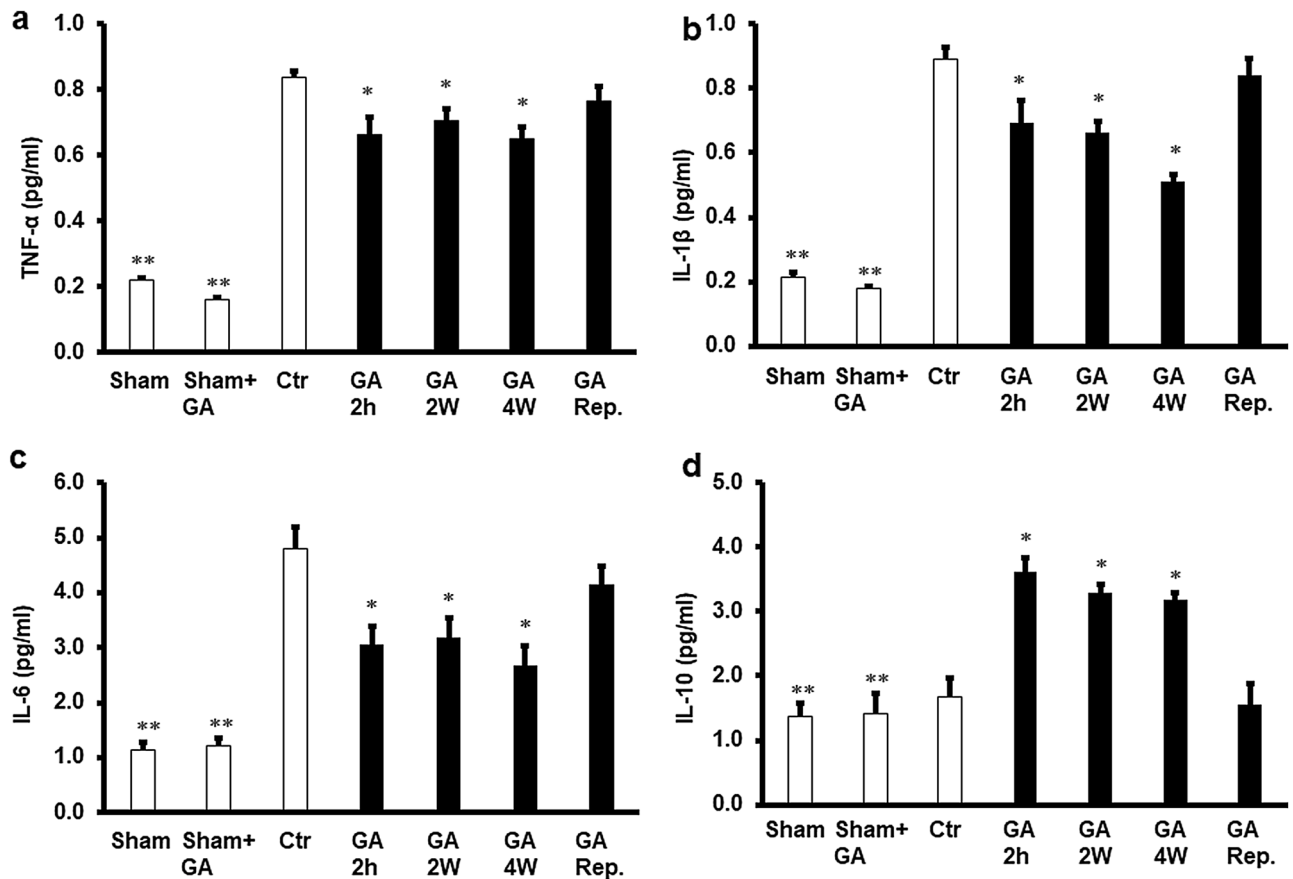 a
TNF-α (pg/ml)
1.0
0.8
0.6
0.4
0.2
0.0
**
**
*
*
*
Sham Sham+ Ctr GA GA GA GA
GA 2h 2W 4W Rep.
b
IL-1β (pg/ml)
1.0
0.8
0.6
0.4
0.2
0.0
**
**
*
*
*
Sham Sham+ Ctr GA GA GA GA
GA 2h 2W 4W Rep.
c
IL-6 (pg/ml)
6.0
5.0
4.0
3.0
2.0
1.0
0.0
**
**
*
*
*
Sham Sham+ Ctr GA GA GA GA
GA 2h 2W 4W Rep.
d
IL-10 (pg/ml)
5.0
4.0
3.0
2.0
1.0
0.0
**
**
*
*
*
Sham Sham+ Ctr GA GA GA GA
GA 2h 2W 4W Rep.